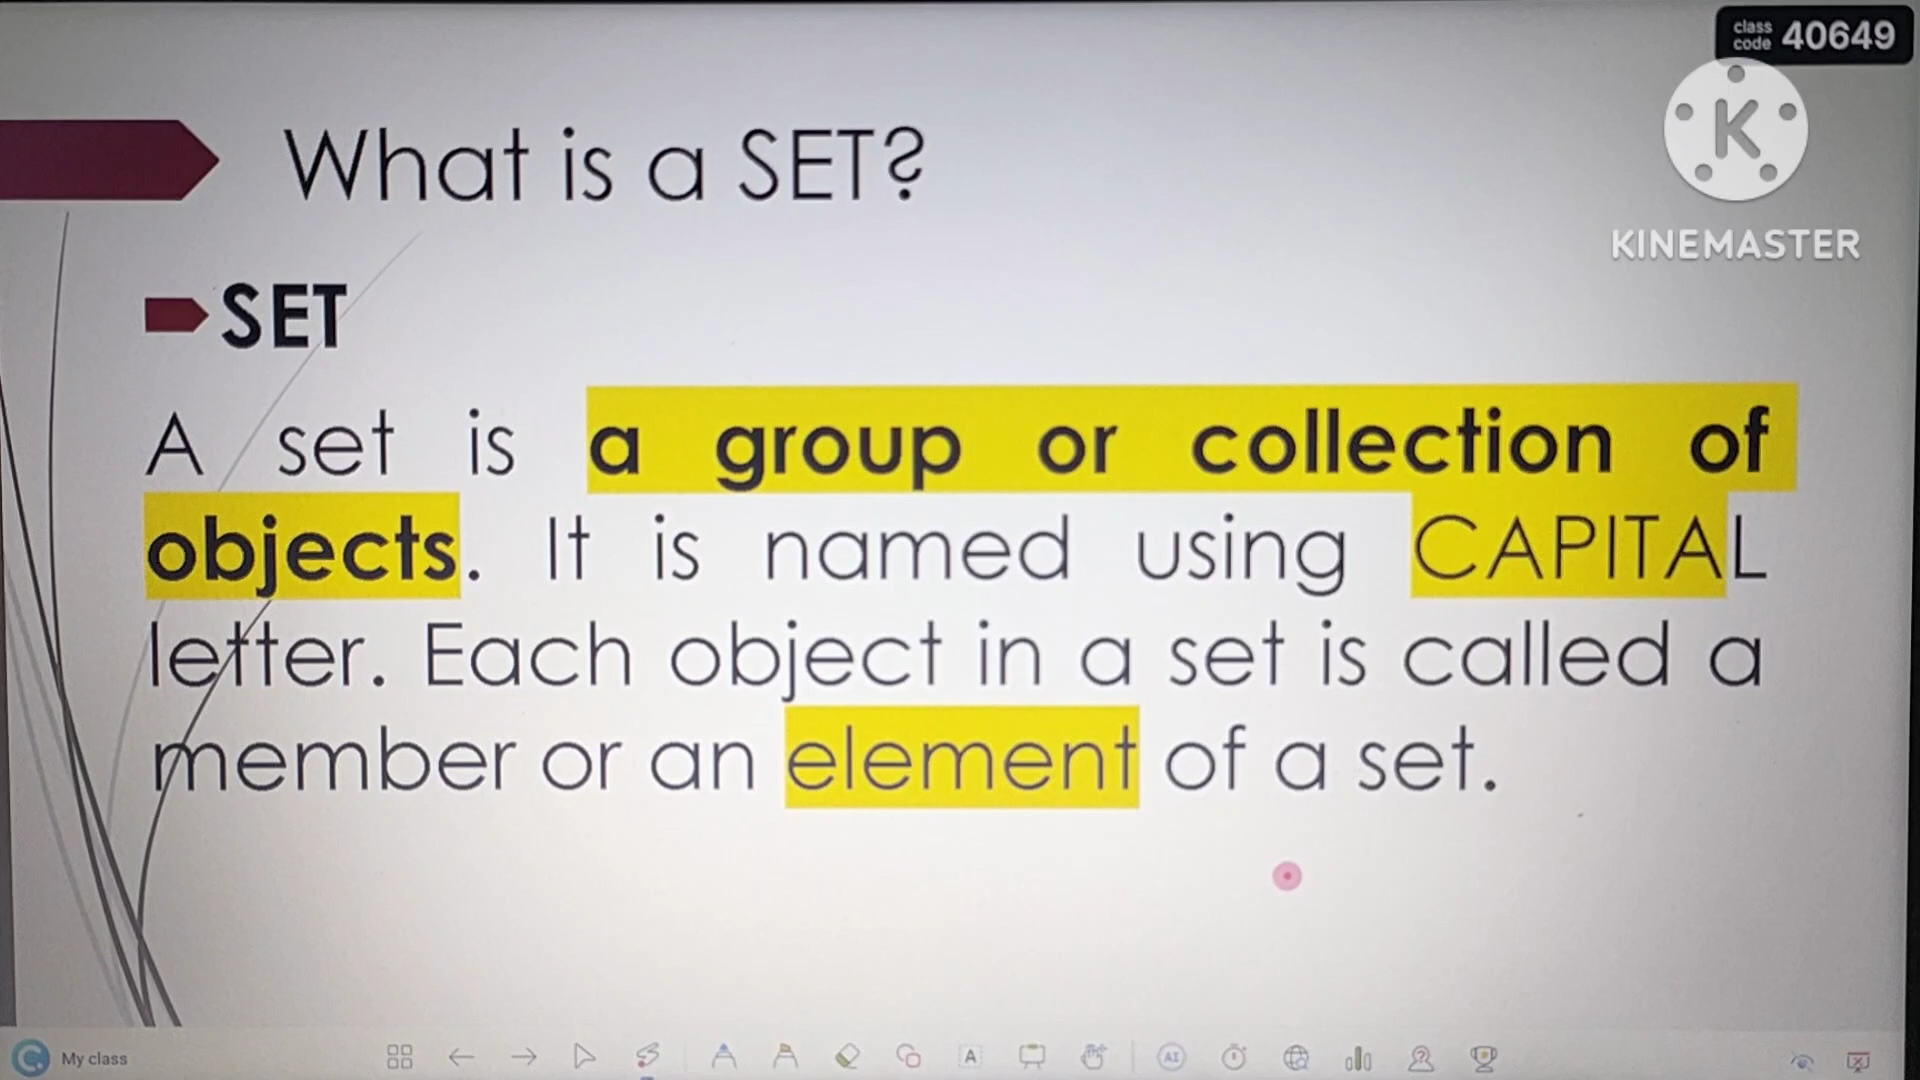 class code 40649
K
KINEMASTER
What is a SET?
SET
A set is a group or collection of
objects. It is named using CAPITAL
letter. Each object in a set is called a
member or an element of a set.
My class
A
AI